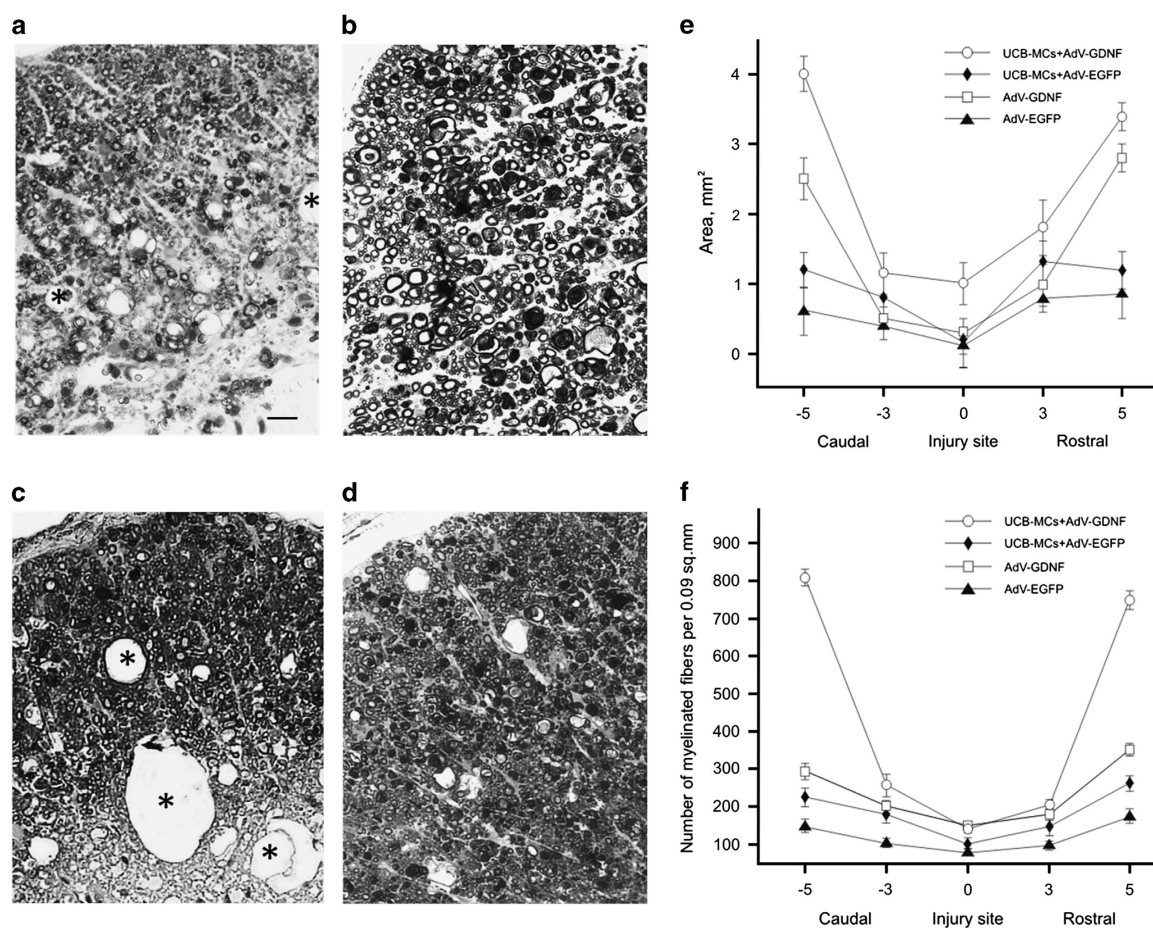 a
b
*
*
c
d
*
*
*
e
UCB-MCs+AdV-GDNF
UCB-MCs+AdV-EGFP
AdV-GDNF
AdV-EGFP
Area, mm²
4
3
2
1
0
-5
-3
0
3
5
Caudal
Injury site
Rostral
f
UCB-MCs+AdV-GDNF
UCB-MCs+AdV-EGFP
AdV-GDNF
AdV-EGFP
Number of myelinated fibers per 0.09 sq.mm
900
800
700
600
500
400
300
200
100
-5
-3
0
3
5
Caudal
Injury site
Rostral